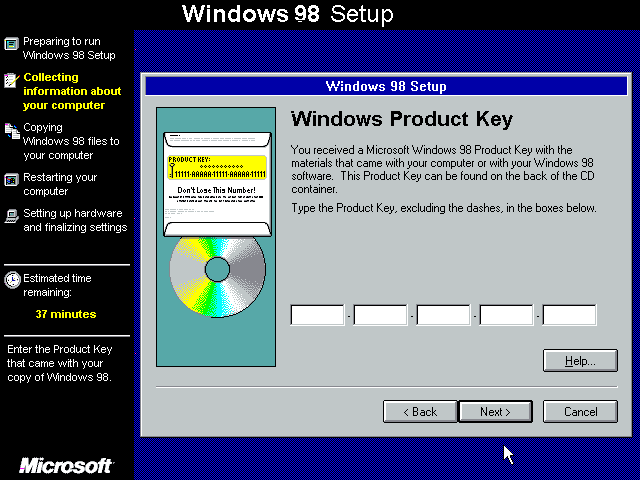 Windows 98 Setup
Preparing to run
Windows 98 Setup
Collecting
information about
your computer
Copying
Windows 98 files to
your computer
Restarting your
computer
Setting up hardware
and finalizing settings
Estimated time
remaining:
37 minutes
Enter the Product Key
that came with your
copy of Windows 98.
Microsoft
Windows 98 Setup
PRODUCT KEY:
11111-AAAAA-11111-AAAAA-11111
Don't Lose This Number!
Windows Product Key
You received a Microsoft Windows 98 Product Key with the
materials that came with your computer or with your Windows 98
software. This Product Key can be found on the back of the CD
container.
Type the Product Key, excluding the dashes, in the boxes below.
- - - -
Help...
< Back
Next >
Cancel